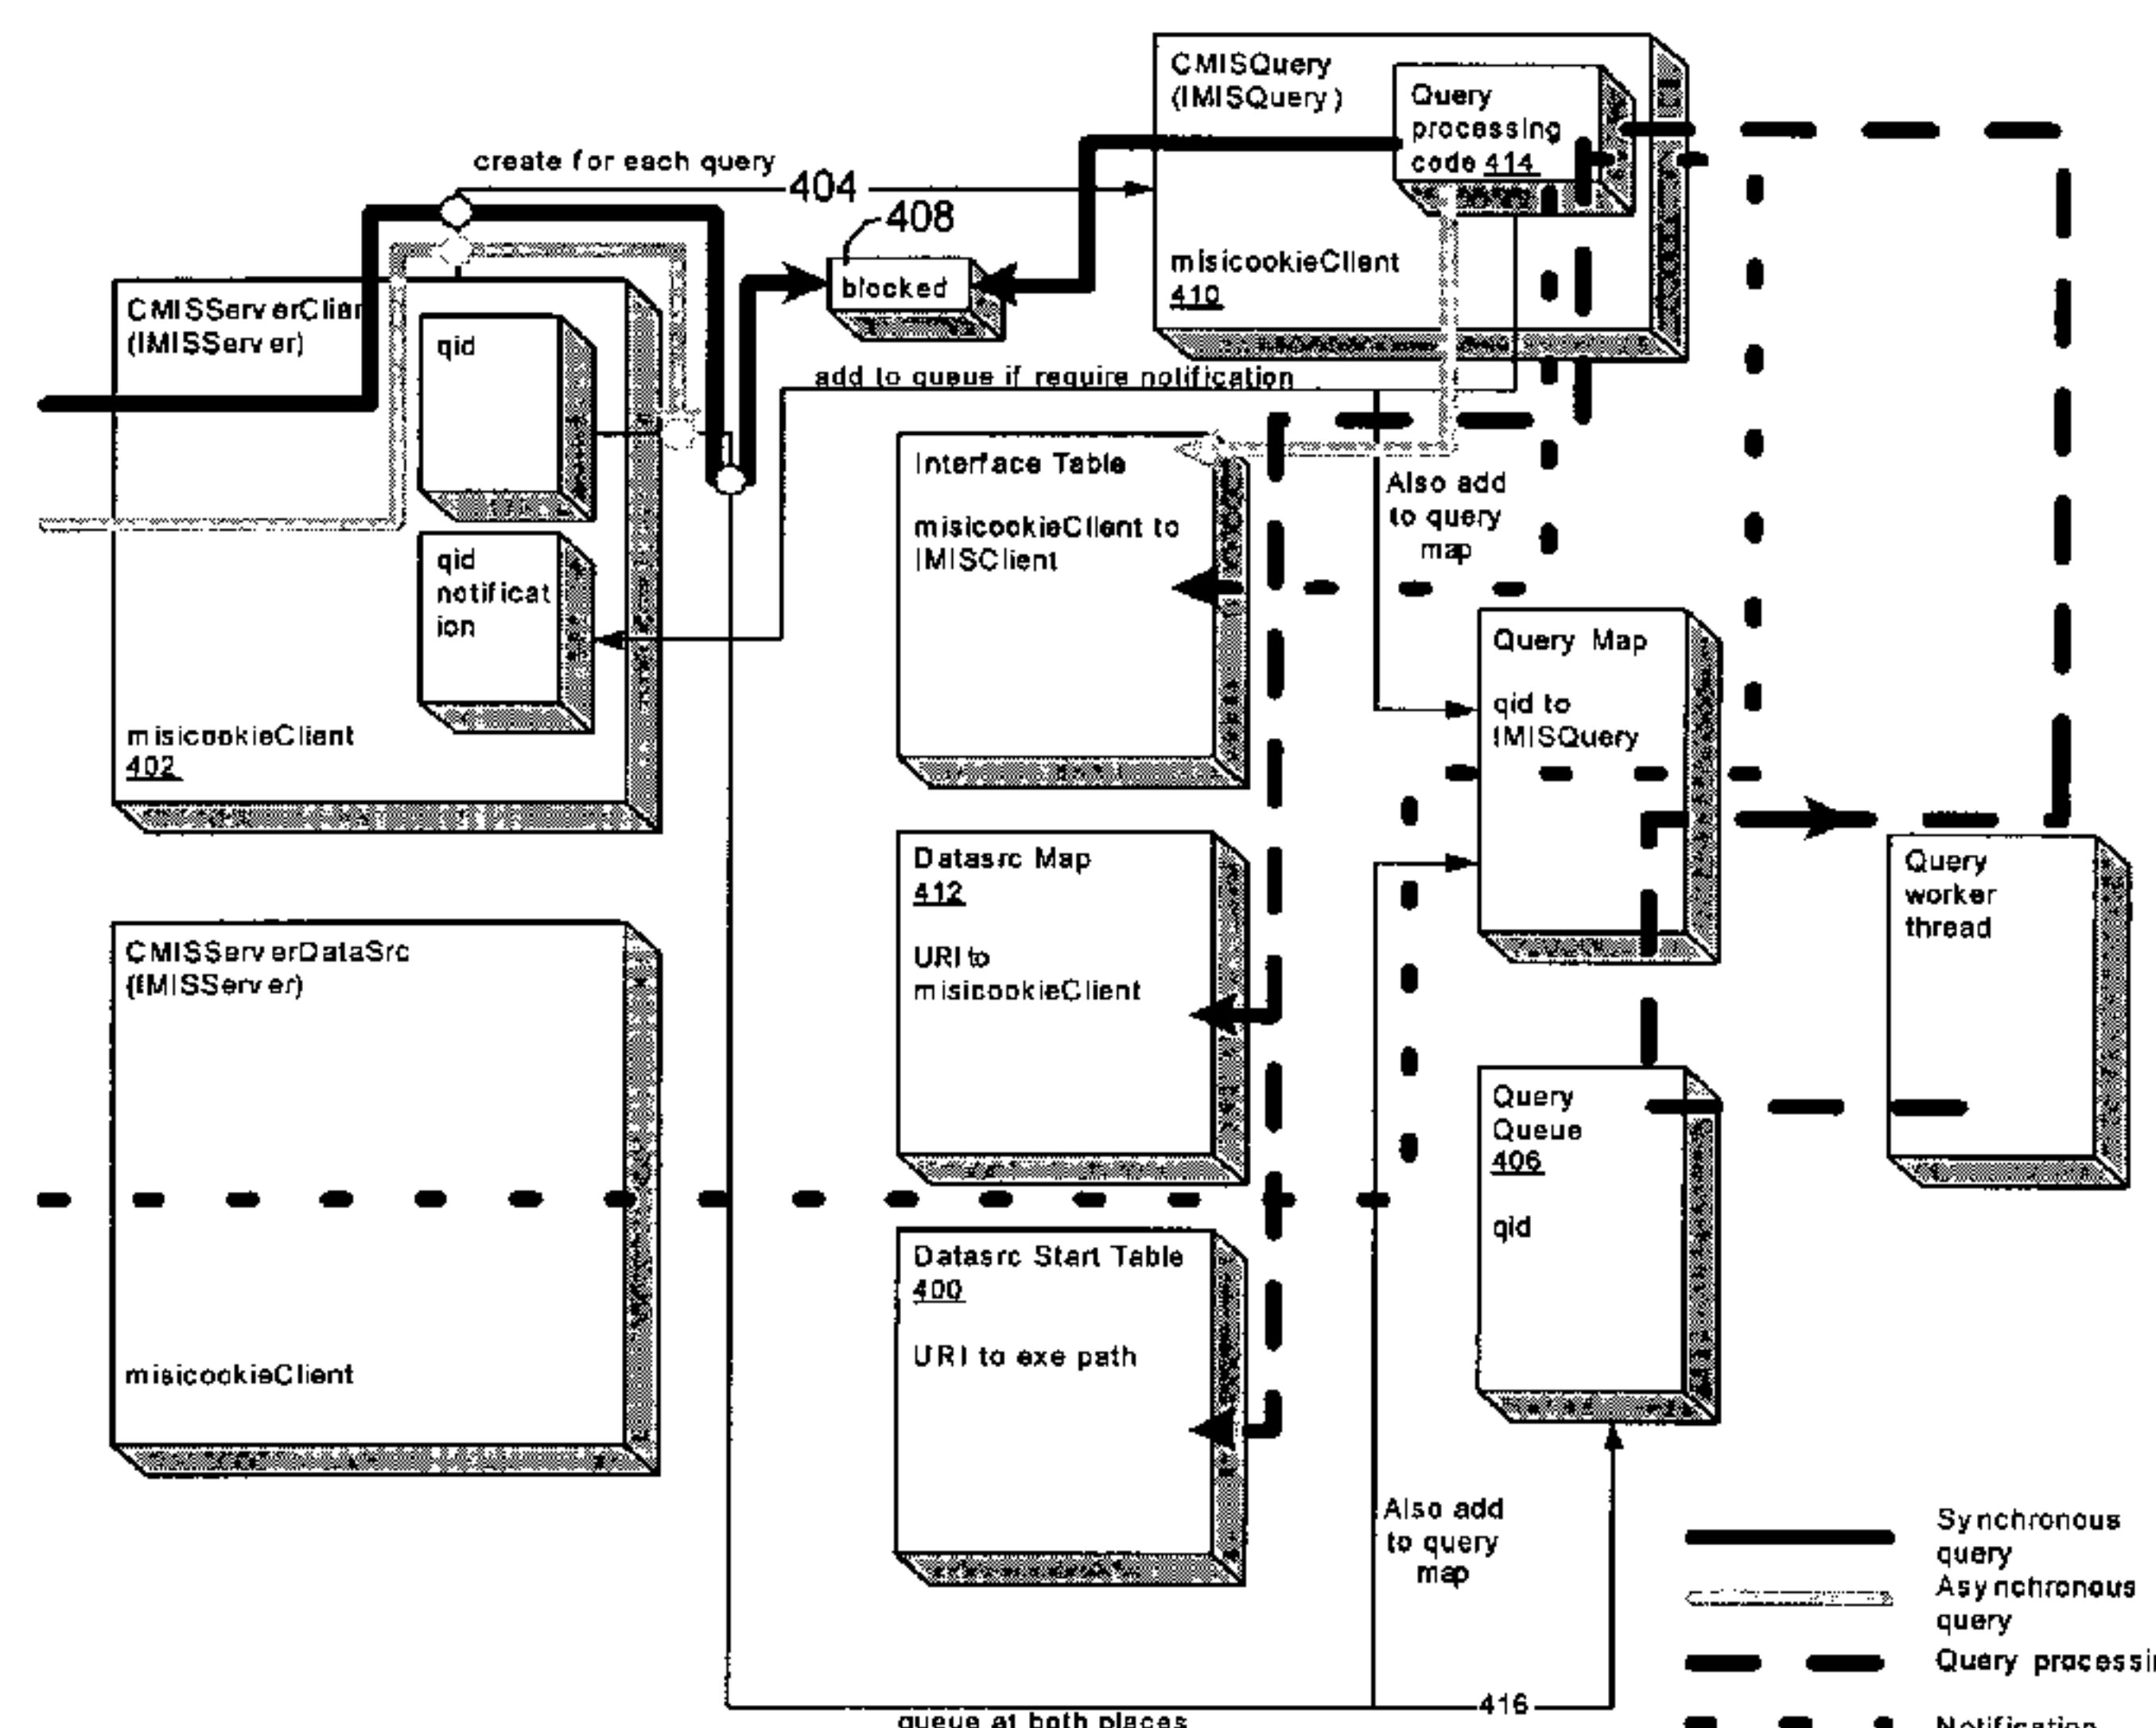 CMISQuery
(IMISQuery)
Query
processing
code 414
misicookieClient
410
create for each query
404
408
blocked
CMISServerClien
(IMISServer)
qid
qid
notificat
ion
misicookieClient
402
add to queue if require notification
Interface Table
misicookieClient to
IMISClient
Also add
to query
map
Query Map
qid to
IMISQuery
Datasrc Map
412
URI to
misicookieClient
Query
worker
thread
CMISServerDataSrc
(IMISServer)
misicookieClient
Query
Queue
406
qid
Datasrc Start Table
400
URI to exe path
Also add
to query
map
416
queue at both places
Synchronous
query
Asynchronous
query
Query processin
Notification